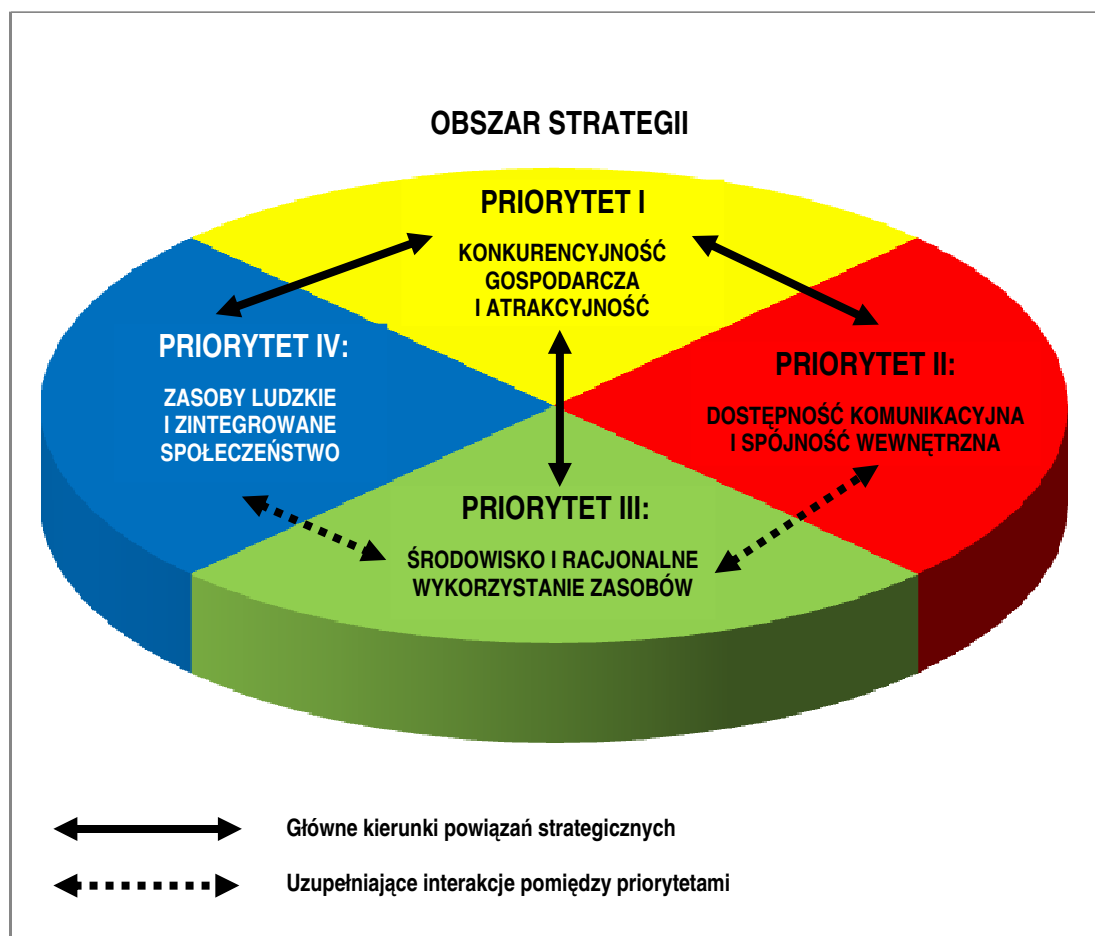 OBSZAR STRATEGII
PRIORYTET I
KONKURENCYJNOŚĆ
GOSPODARCZA
I ATRAKCYJNOŚĆ
PRIORYTET IV:
ZASOBY LUDZKIE
I ZINTEGROWANE
SPOŁECZEŃSTWO
PRIORYTET II:
DOSTĘPNOŚĆ KOMUNIKACYJNA
I SPÓJNOŚĆ WEWNĘTRZNA
PRIORYTET III:
ŚRODOWISKO I RACJONALNE
WYKORZYSTANIE ZASOBÓW
Główne kierunki powiązań strategicznych
Uzupełniające interakcje pomiędzy priorytetami